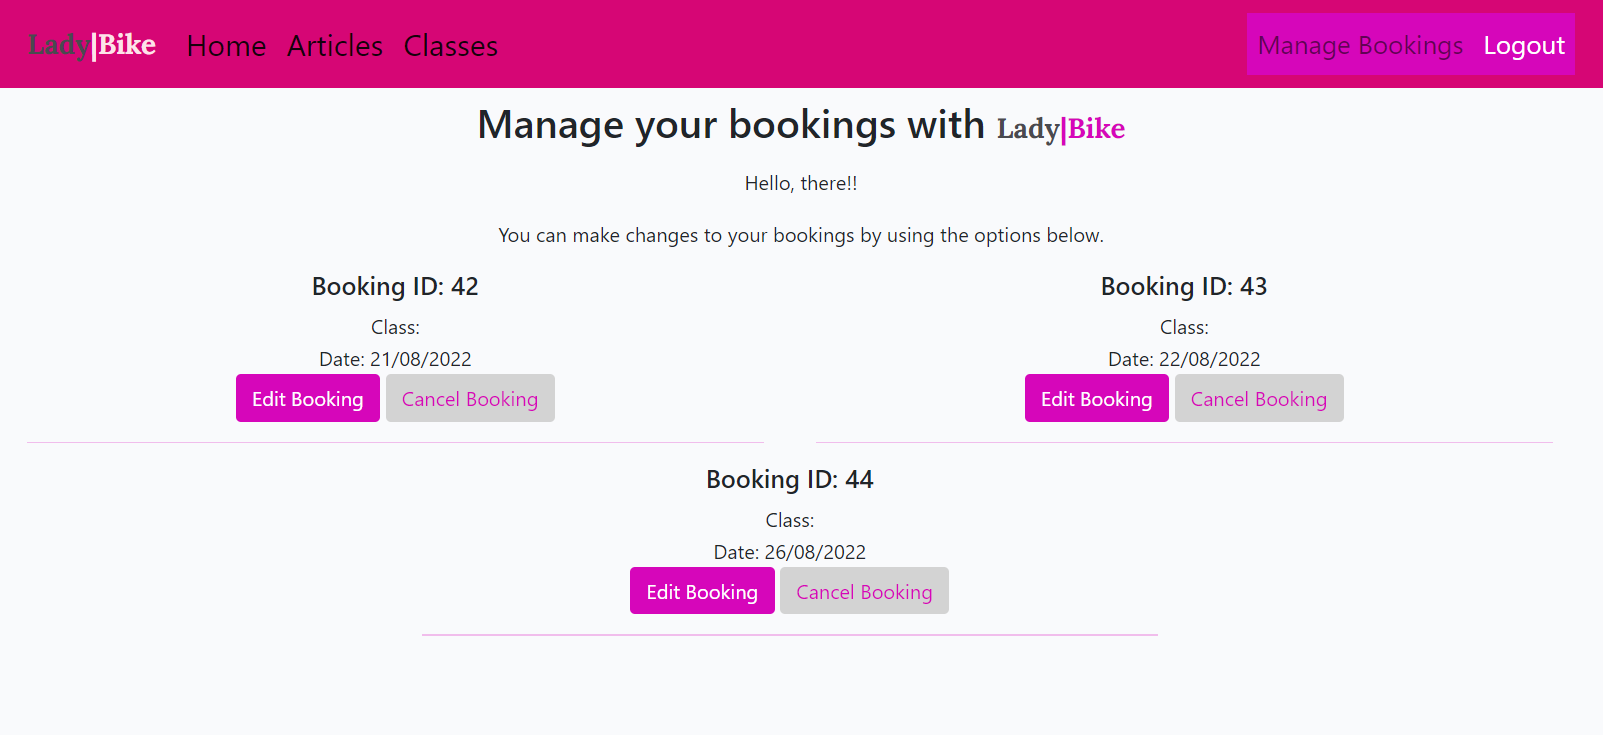 Lady|Bike Home Articles Classes Manage Bookings Logout
Manage your bookings with Lady|Bike
Hello, there!!
You can make changes to your bookings by using the options below.
Booking ID: 42
Class:
Date: 21/08/2022
Edit Booking Cancel Booking
Booking ID: 43
Class:
Date: 22/08/2022
Edit Booking Cancel Booking
Booking ID: 44
Class:
Date: 26/08/2022
Edit Booking Cancel Booking